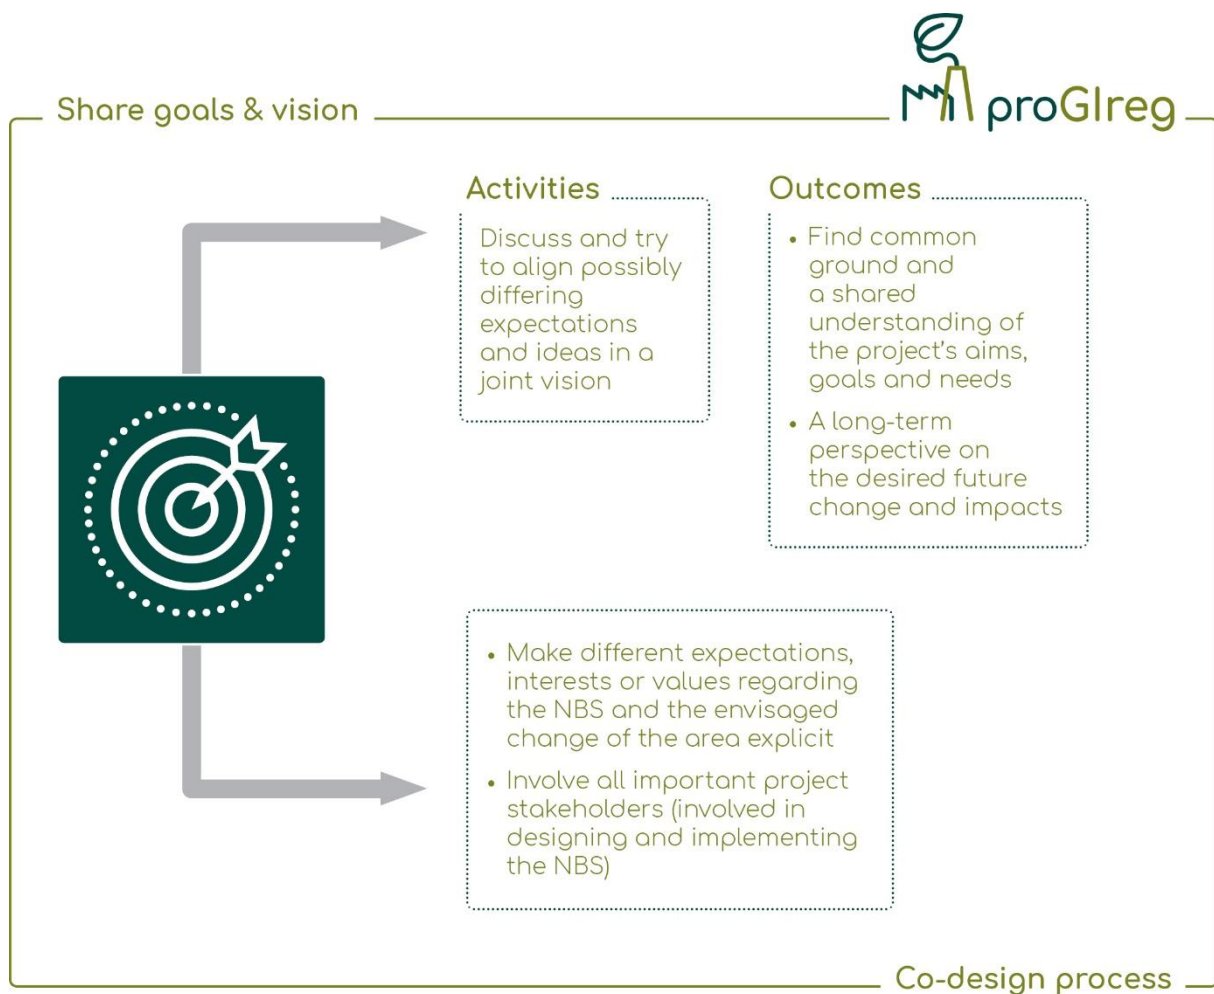 Share goals & vision
proGIreg
Activities
Discuss and try
to align possibly
differing
expectations
and ideas in a
joint vision
Outcomes
• Find common
ground and
a shared
understanding of
the project's aims,
goals and needs
• A long-term
perspective on
the desired future
change and impacts
• Make different expectations,
interests or values regarding
the NBS and the envisaged
change of the area explicit
• Involve all important project
stakeholders (involved in
designing and implementing
the NBS)
Co-design process